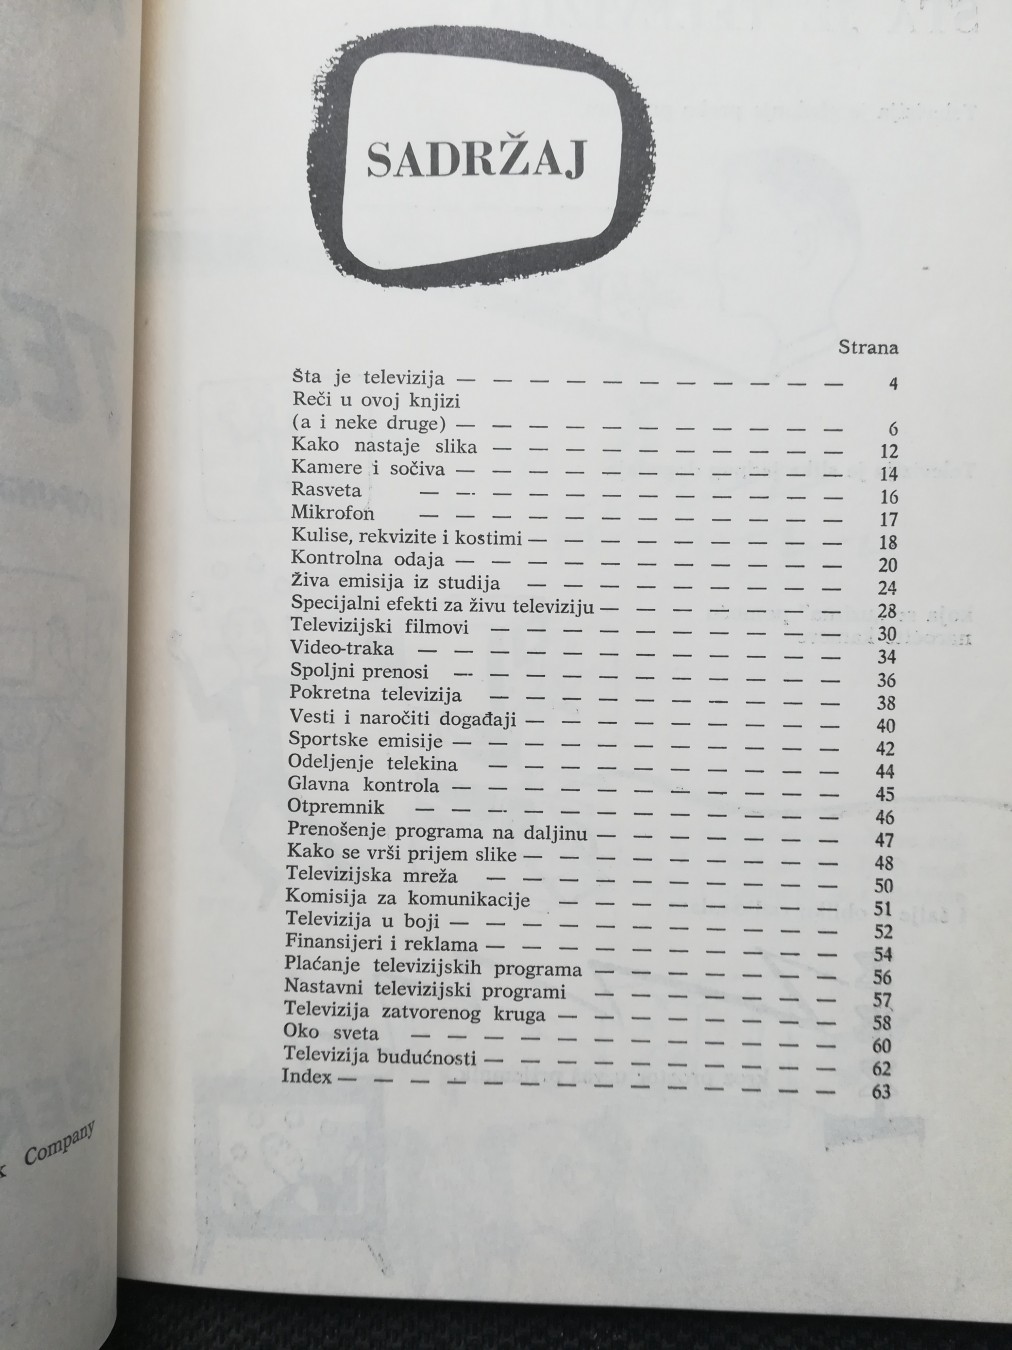 SADRŽAJ
Strana
Šta je televizija — — — — — — — — — — — 4
Reči u ovoj knjizi
(a i neke druge) — — — — — — — — — — — 6
Kako nastaje slika — — — — — — — — — — 12
Kamere i sočiva — — — — — — — — — — — 14
Rasveta — — — — — — — — — — — — 16
Mikrofon — — — — — — — — — — — — 17
Kulise, rekvizite i kostimi — — — — — — — — — 18
Kontrolna odaja — — — — — — — — — — — 20
Živa emisija iz studija — — — — — — — — — 24
Specijalni efekti za živu televiziju — — — — — — — 28
Televizijski filmovi — — — — — — — — — — 30
Video-traka — — — — — — — — — — — — 34
Spoljni prenosi — — — — — — — — — — — 36
Pokretna televizija — — — — — — — — — — 38
Vesti i naročiti događaji — — — — — — — — — 40
Sportske emisije — — — — — — — — — — — 42
Odeljenje telekina — — — — — — — — — — 44
Glavna kontrola — — — — — — — — — — — 45
Otpremnik — — — — — — — — — — — — 46
Prenošenje programa na daljinu — — — — — — — 47
Kako se vrši prijem slike — — — — — — — — — 48
Televizijska mreža — — — — — — — — — — 50
Komisija za komunikacije — — — — — — — — 51
Televizija u boji — — — — — — — — — — — 52
Finansijeri i reklama — — — — — — — — — — 54
Plaćanje televizijskih programa — — — — — — — 56
Nastavni televizijski programi — — — — — — — 57
Televizija zatvorenog kruga — — — — — — — — 58
Oko sveta — — — — — — — — — — — — 60
Televizija budućnosti — — — — — — — — — — 62
Index — — — — — — — — — — — — — — 63
Company